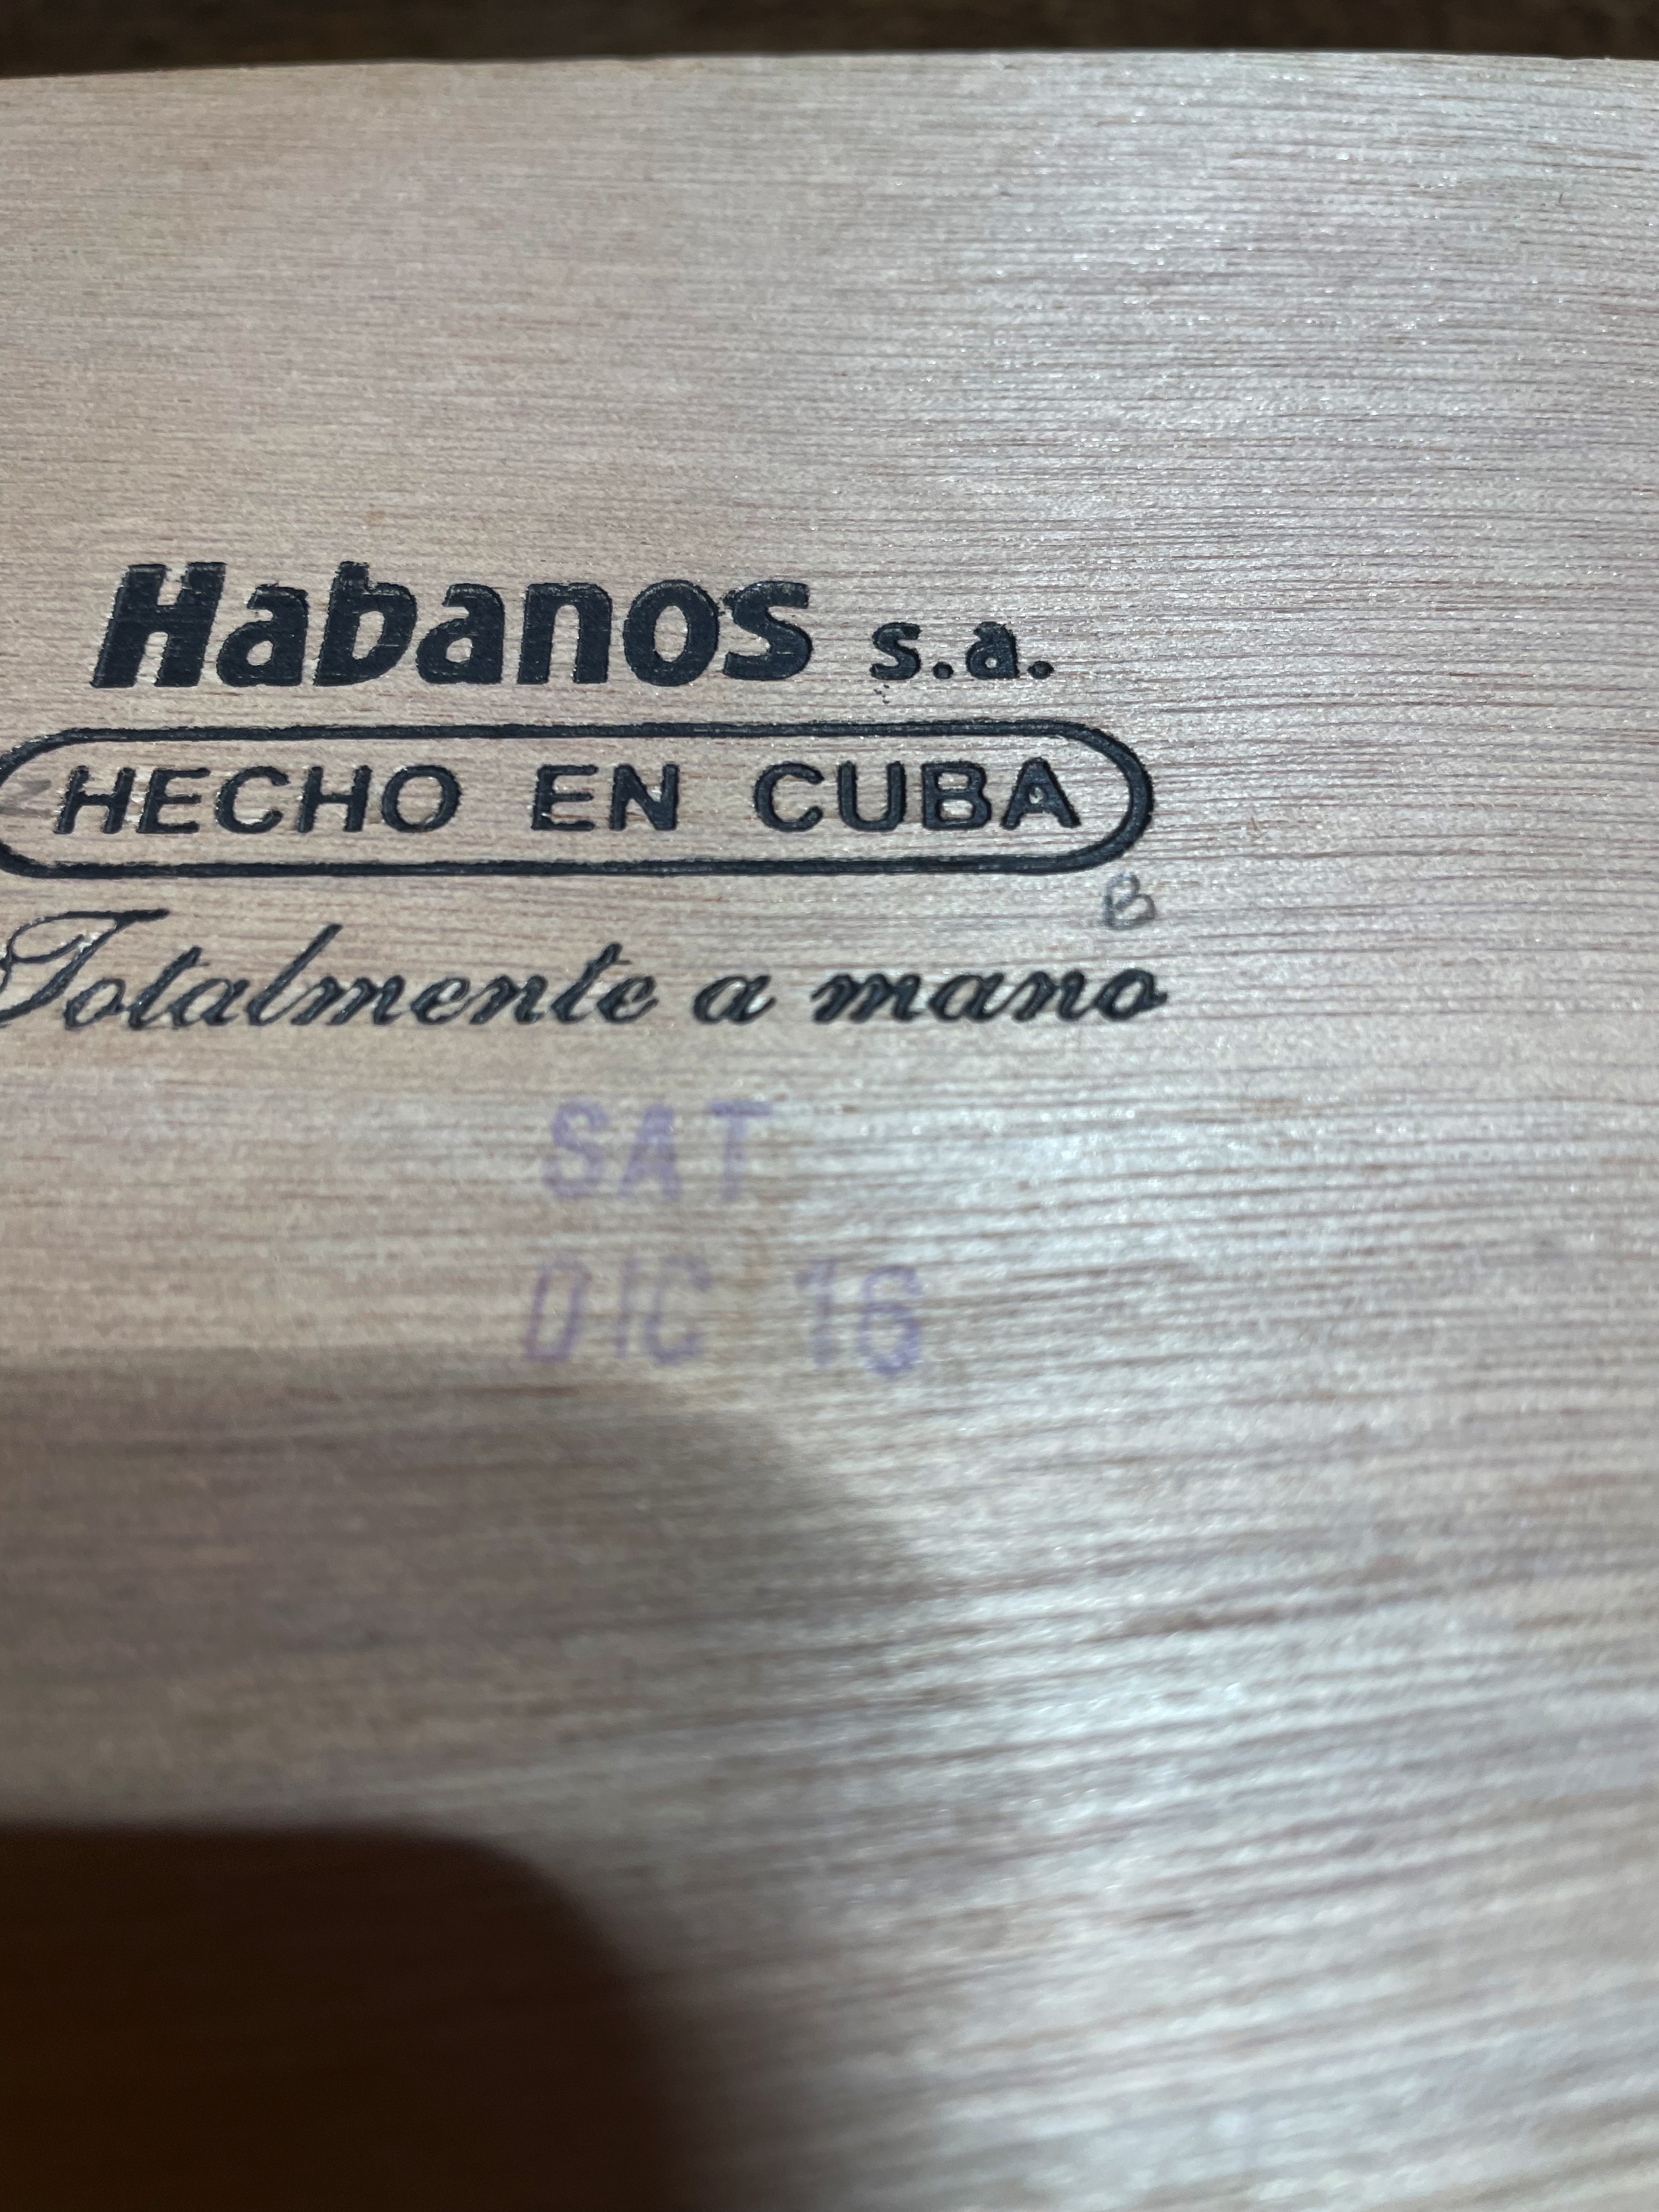 Habanos s.a.
HECHO EN CUBA
B
Totalmente a mano
SAT
DIC 16